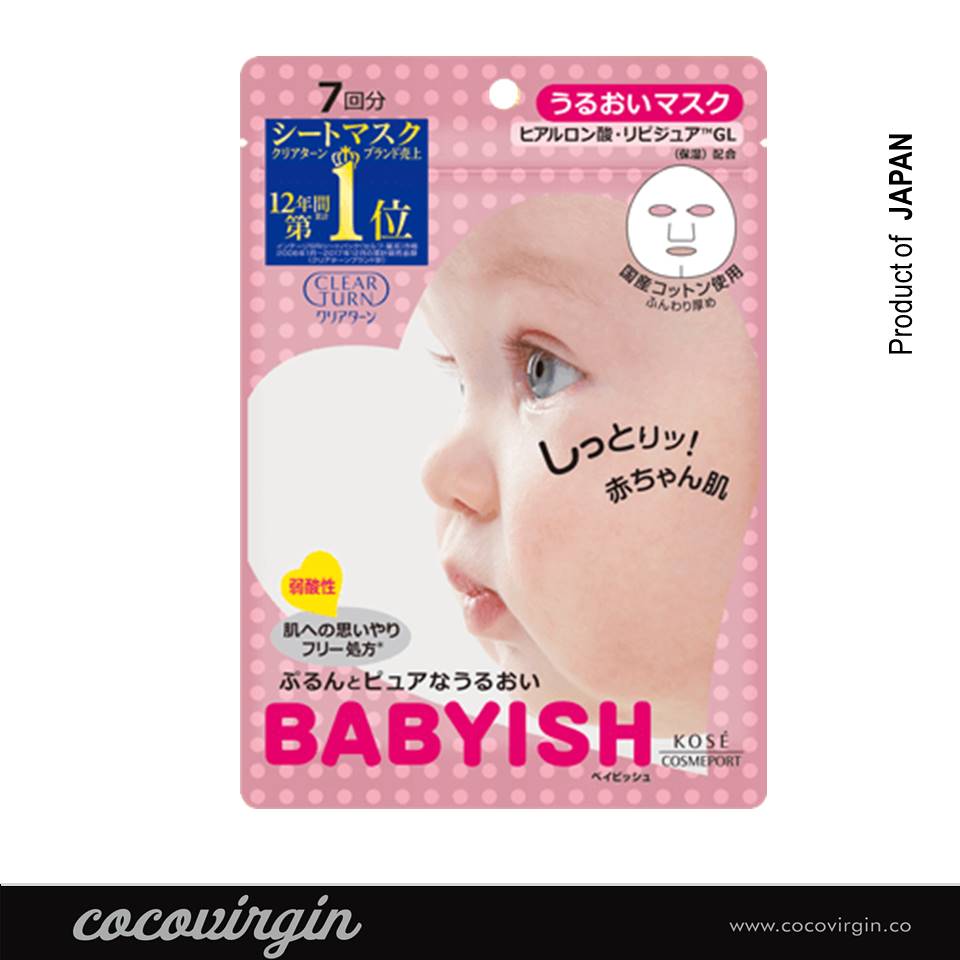 7回分
うるおいマスク
ヒアルロン酸・リピジュア™GL
(保湿) 配合
シートマスク
クリアターン ブランド売上
12年間
第1位
CLEAR
TURN
クリアターン
国産コットン使用
ふんわり厚め
しっとりッ!
赤ちゃん肌
弱酸性
肌への思いやり
フリー処方*
ぷるんとピュアなうるおい
BABYISH
ベイビッシュ
KOSÉ
COSMEPORT
Product of JAPAN
cocovirgin
www.cocovirgin.co